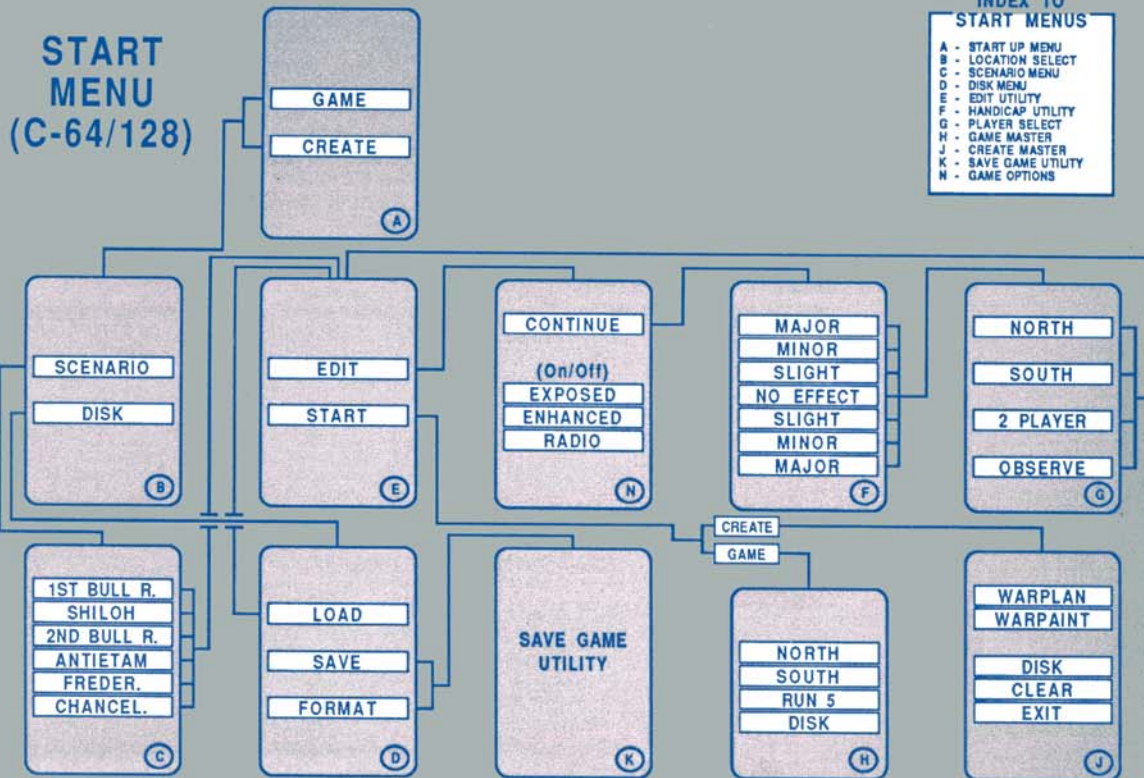 START
MENU
(C-64/128)
GAME
CREATE
A
INDEX TO
START MENUS
A - START UP MENU
B - LOCATION SELECT
C - SCENARIO MENU
D - DISK MENU
E - EDIT UTILITY
F - HANDICAP UTILITY
G - PLAYER SELECT
H - GAME MASTER
J - CREATE MASTER
K - SAVE GAME UTILITY
N - GAME OPTIONS
SCENARIO
DISK
B
EDIT
START
E
CONTINUE
(On/Off)
EXPOSED
ENHANCED
RADIO
N
MAJOR
MINOR
SLIGHT
NO EFFECT
SLIGHT
MINOR
MAJOR
F
NORTH
SOUTH
2 PLAYER
OBSERVE
G
1ST BULL R.
SHILOH
2ND BULL R.
ANTIETAM
FREDER.
CHANCEL.
C
LOAD
SAVE
FORMAT
D
SAVE GAME
UTILITY
K
CREATE
GAME
NORTH
SOUTH
RUN 5
DISK
H
WARPLAN
WARPAINT
DISK
CLEAR
EXIT
J